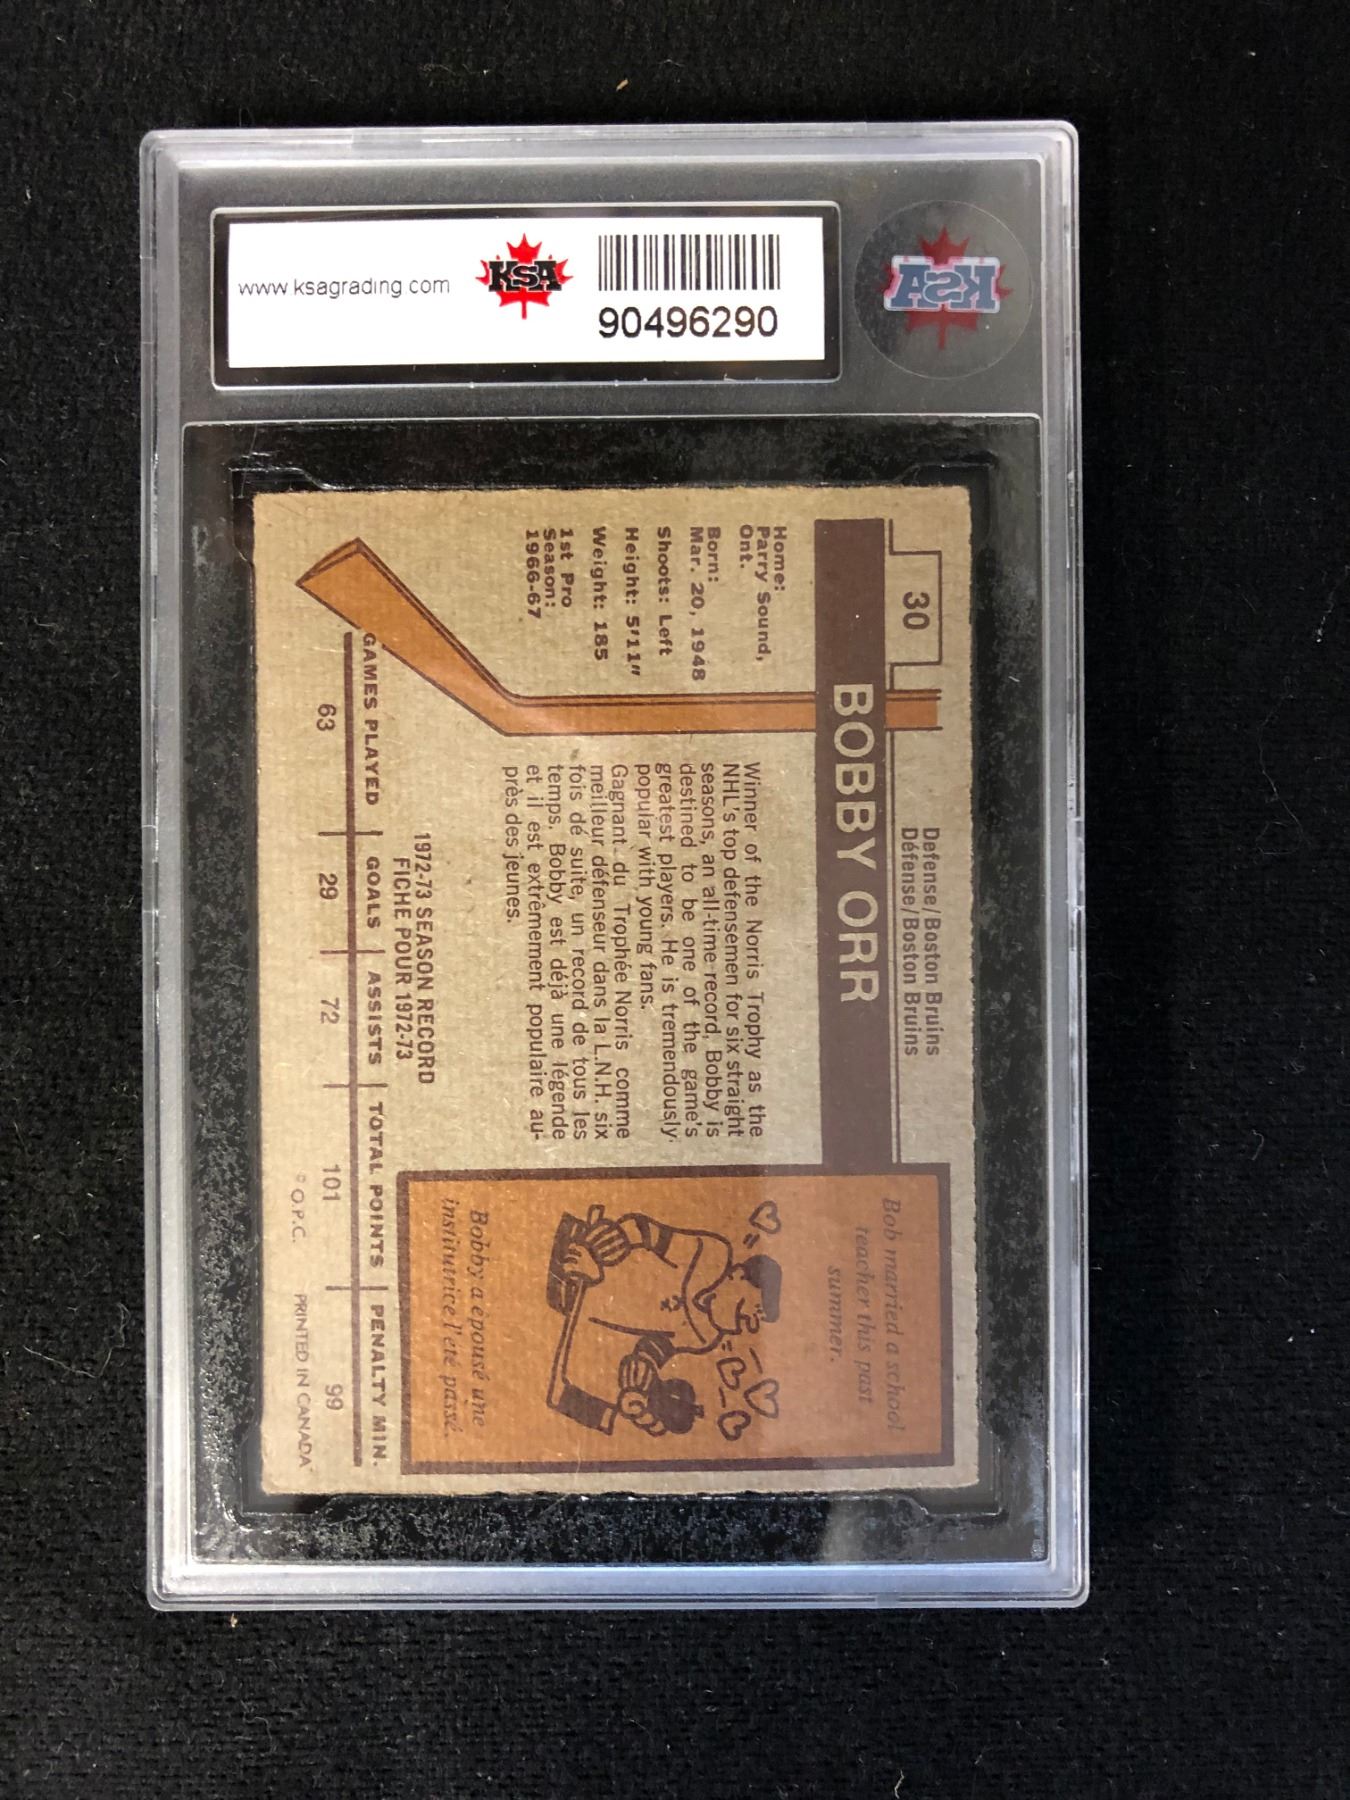 www.ksagrading.com
KSA
90496290
KSA
30
Defense/Boston Bruins
Défense/Boston Bruins
BOBBY ORR
Home:
Parry Sound,
Ont.
Born:
Mar. 20, 1948
Shoots: Left
Height: 5'11"
Weight: 185
1st Pro
Season:
1966-67
Winner of the Norris Trophy as the
NHL's top defensemen for six straight
seasons, an all-time record, Bobby is
destined to be one of the game's
greatest players. He is tremendously
popular with young fans.
Gagnant du Trophée Norris comme
meilleur défenseur dans la L.N.H. six
fois dé suite, un record de tous les
temps. Bobby est déjà une légende
et il est extrêmement populaire au-
près des jeunes.
Bob married a school
teacher this past
summer.
Bobby a épousé une
institutrice l'eté passé.
1972-73 SEASON RECORD
FICHE POUR 1972-73
GAMES PLAYED GOALS ASSISTS TOTAL POINTS PENALTY MIN.
63 29 72 101 99
© O.P.C. PRINTED IN CANADA